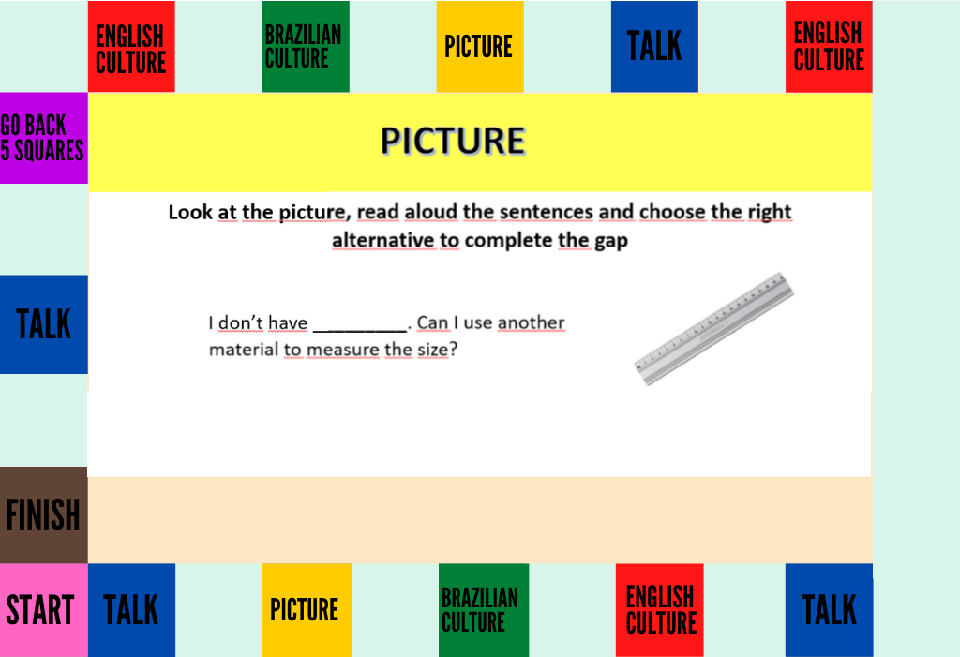 ENGLISH
CULTURE
BRAZILIAN
CULTURE
PICTURE
TALK
ENGLISH
CULTURE
GO BACK
5 SQUARES
PICTURE
Look at the picture, read aloud the sentences and choose the right
alternative to complete the gap
I don't have __________. Can I use another
material to measure the size?
TALK
FINISH
START
TALK
PICTURE
BRAZILIAN
CULTURE
ENGLISH
CULTURE
TALK